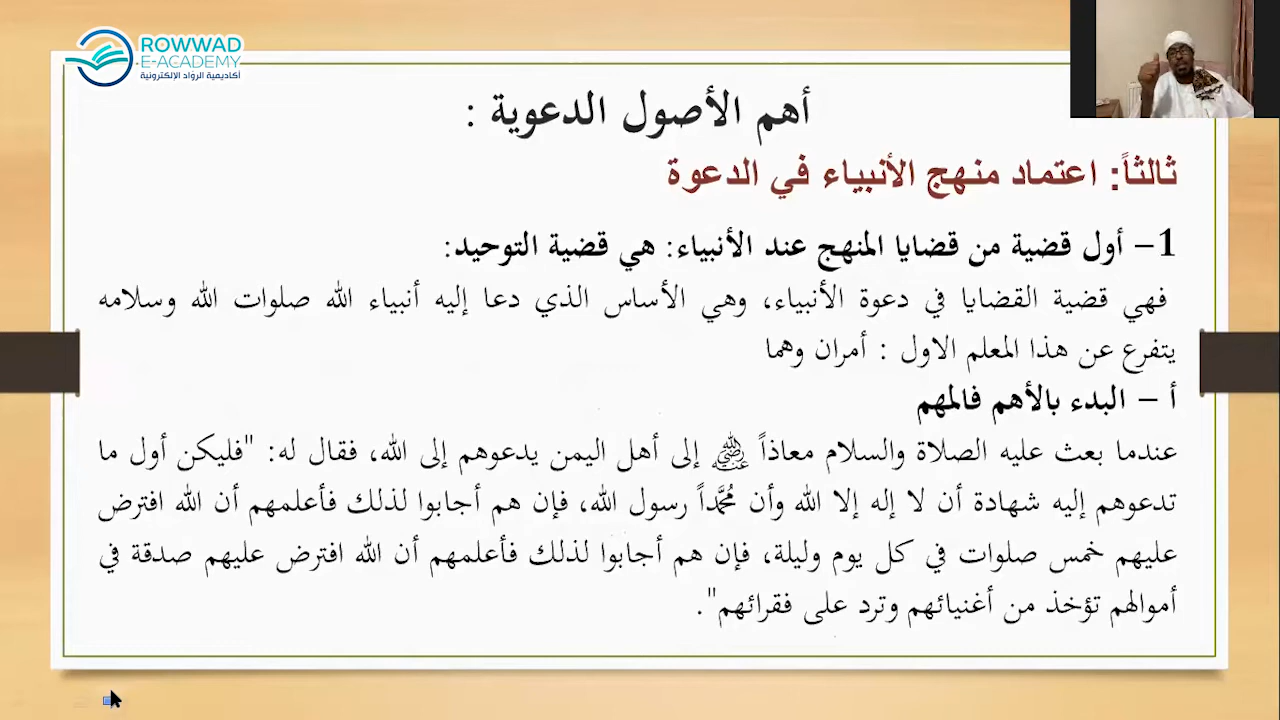 ROWWAD
E-ACADEMY
أكاديمية الرواد الإلكترونية
أهم الأصول الدعوية :
ثالثاً: اعتماد منهج الأنبياء في الدعوة
1- أول قضية من قضايا المنهج عند الأنبياء: هي قضية التوحيد:
فهي قضية القضايا في دعوة الأنبياء، وهي الأساس الذي دعا إليه أنبياء الله صلوات الله وسلامه
يتفرع عن هذا المعلم الاول : أمران وهما
أ – البدء بالأهم فالمهم
عندما بعث عليه الصلاة والسلام معاذاً رضي الله عنه إلى أهل اليمن يدعوهم إلى الله، فقال له: "فليكن أول ما
تدعوهم إليه شهادة أن لا إله إلا الله وأن مُحَمَّداً رسول الله، فإن هم أجابوا لذلك فأعلمهم أن الله افترض
عليهم خمس صلوات في كل يوم وليلة، فإن هم أجابوا لذلك فأعلمهم أن الله افترض عليهم صدقة في
أموالهم تؤخذ من أغنيائهم وترد على فقرائهم".